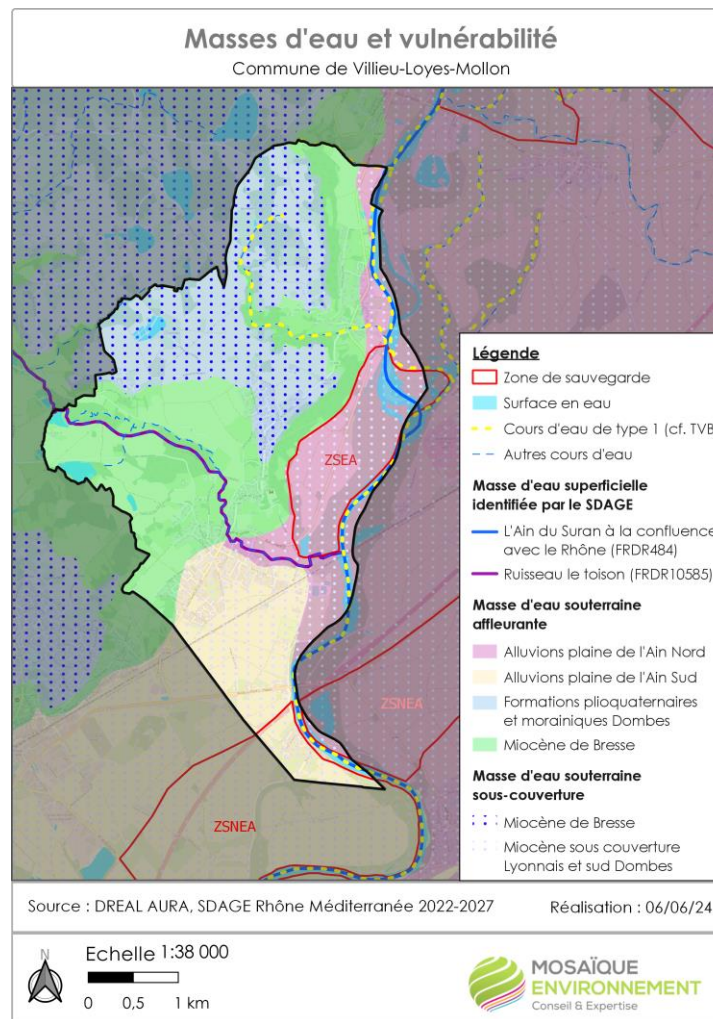 Masses d'eau et vulnérabilité
Commune de Villieu-Loyes-Mollon
ZSEA
ZSNEA
ZSNEA
Légende
Zone de sauvegarde
Surface en eau
Cours d'eau de type 1 (cf. TVB
Autres cours d'eau
Masse d'eau superficielle
identifiée par le SDAGE
L'Ain du Suran à la confluence
avec le Rhône (FRDR484)
Ruisseau le toison (FRDR10585)
Masse d'eau souterraine
affleurante
Alluvions plaine de l'Ain Nord
Alluvions plaine de l'Ain Sud
Formations plioquaternaires
et morainiques Dombes
Miocène de Bresse
Masse d'eau souterraine
sous-couverture
Miocène de Bresse
Miocène sous couverture
Lyonnais et sud Dombes
Source : DREAL AURA, SDAGE Rhône Méditerranée 2022-2027
Réalisation : 06/06/24
N
Echelle 1:38 000
0 0,5 1 km
MOSAÏQUE
ENVIRONNEMENT
Conseil & Expertise